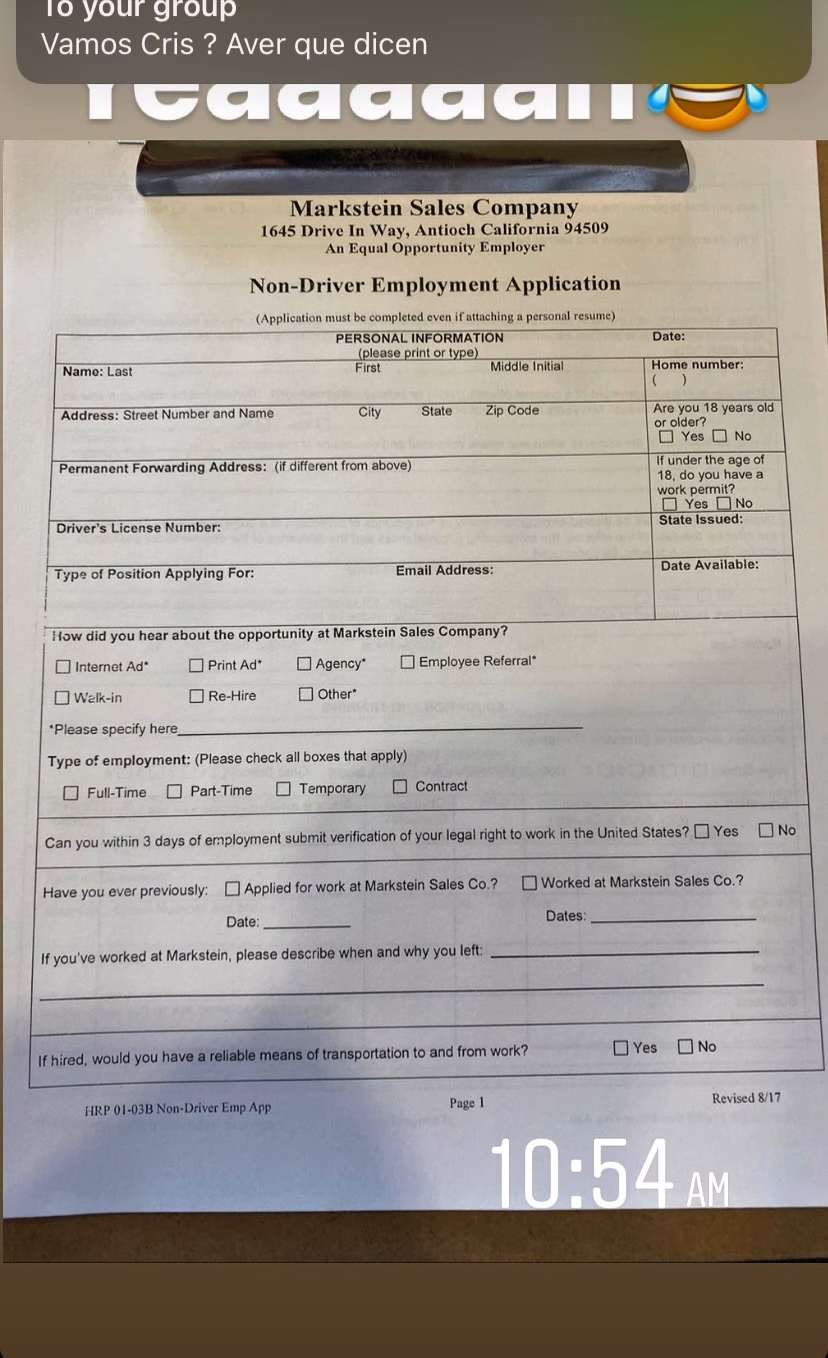 To your group
Vamos Cris ? Aver que dicen
Yeaaaaah😂
Markstein Sales Company
1645 Drive In Way, Antioch California 94509
An Equal Opportunity Employer
Non-Driver Employment Application
(Application must be completed even if attaching a personal resume)
PERSONAL INFORMATION
(please print or type)
Date:
Name: Last First Middle Initial
Home number:
( )
Address: Street Number and Name City State Zip Code
Are you 18 years old
or older?
☐ Yes ☐ No
Permanent Forwarding Address: (if different from above)
If under the age of
18, do you have a
work permit?
☐ Yes ☐ No
Driver's License Number:
State Issued:
Type of Position Applying For: Email Address:
Date Available:
How did you hear about the opportunity at Markstein Sales Company?
☐ Internet Ad* ☐ Print Ad* ☐ Agency* ☐ Employee Referral*
☐ Walk-in ☐ Re-Hire ☐ Other*
*Please specify here
Type of employment: (Please check all boxes that apply)
☐ Full-Time ☐ Part-Time ☐ Temporary ☐ Contract
Can you within 3 days of employment submit verification of your legal right to work in the United States? ☐ Yes ☐ No
Have you ever previously: ☐ Applied for work at Markstein Sales Co.? ☐ Worked at Markstein Sales Co.?
Date: Dates:
If you've worked at Markstein, please describe when and why you left:
If hired, would you have a reliable means of transportation to and from work? ☐ Yes ☐ No
HRP 01-03B Non-Driver Emp App Page 1 Revised 8/17
10:54 AM